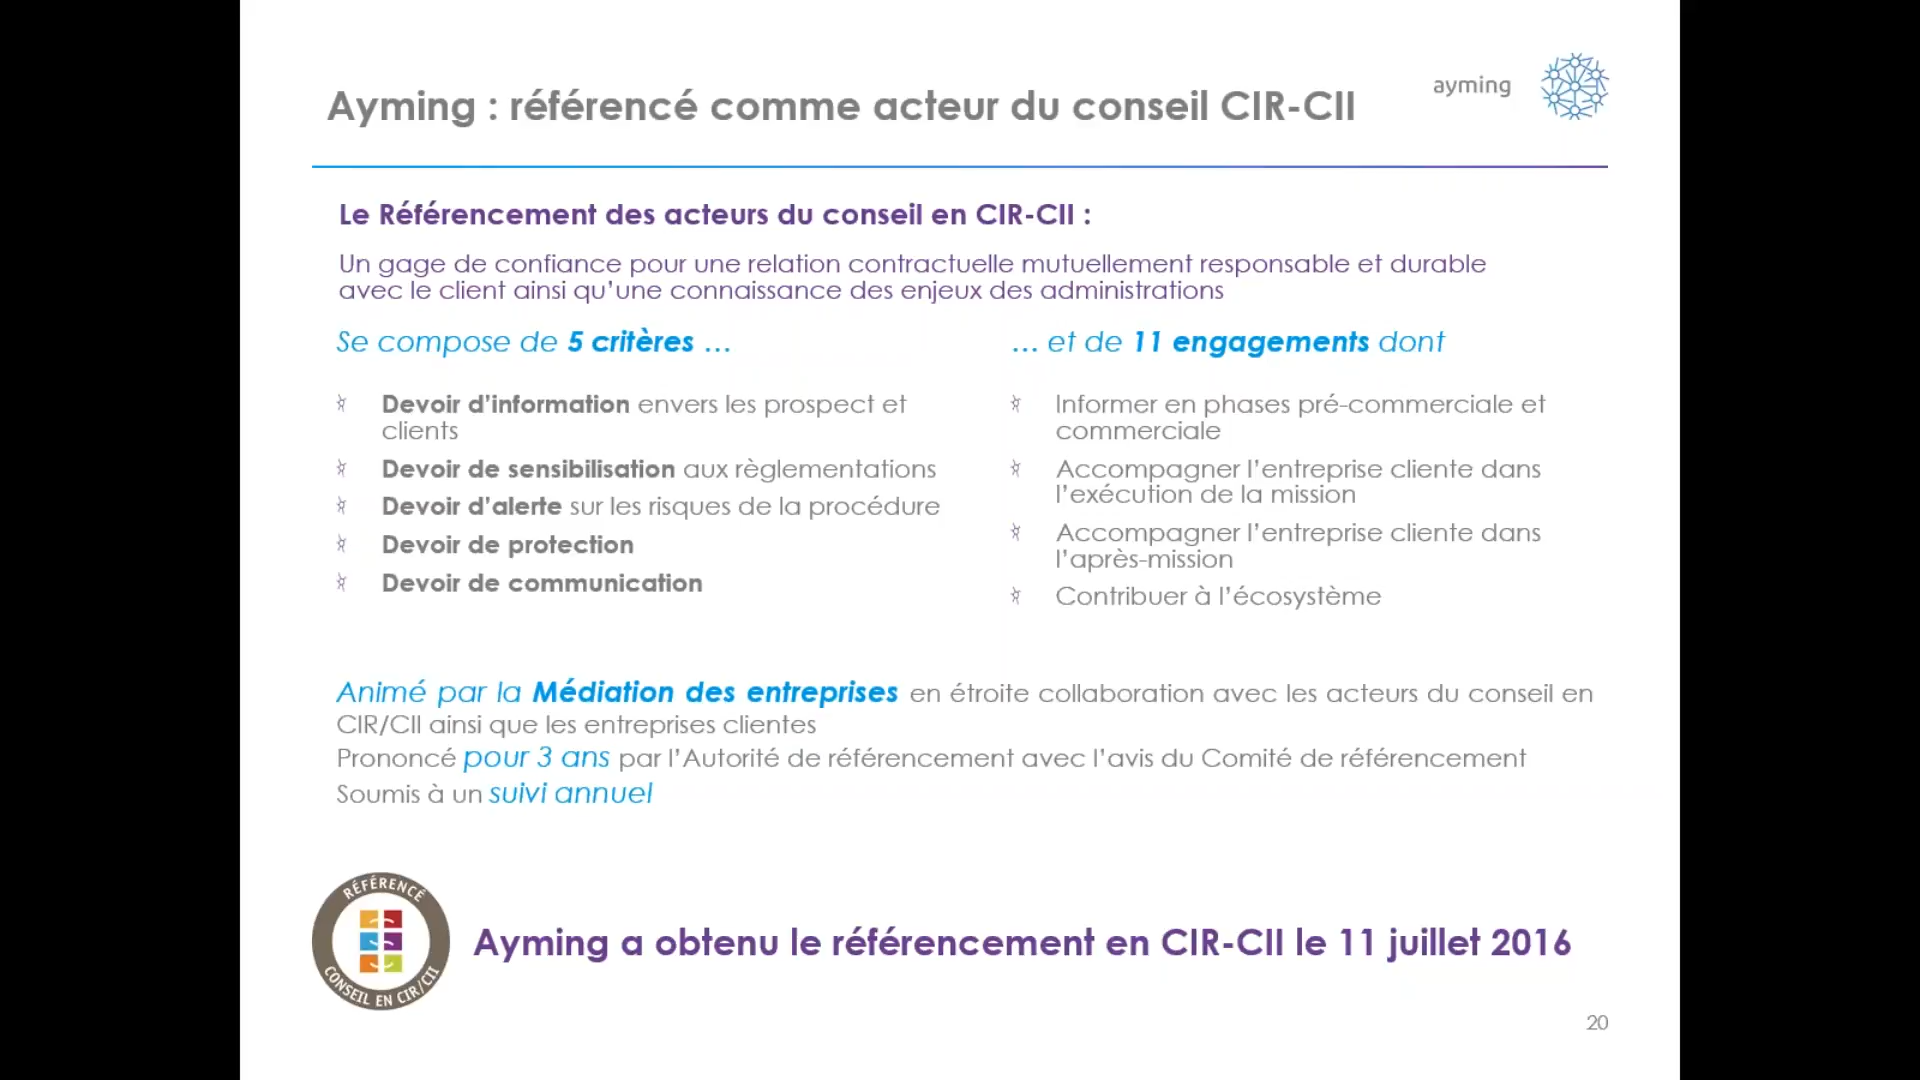 Ayming : référencé comme acteur du conseil CIR-CII
ayming
Le Référencement des acteurs du conseil en CIR-CII :
Un gage de confiance pour une relation contractuelle mutuellement responsable et durable
avec le client ainsi qu’une connaissance des enjeux des administrations
Se compose de 5 critères ...
Devoir d’information envers les prospect et
clients
Devoir de sensibilisation aux règlementations
Devoir d’alerte sur les risques de la procédure
Devoir de protection
Devoir de communication
... et de 11 engagements dont
Informer en phases pré-commerciale et
commerciale
Accompagner l’entreprise cliente dans
l’exécution de la mission
Accompagner l’entreprise cliente dans
l’après-mission
Contribuer à l’écosystème
Animé par la Médiation des entreprises en étroite collaboration avec les acteurs du conseil en
CIR/CII ainsi que les entreprises clientes
Prononcé pour 3 ans par l’Autorité de référencement avec l’avis du Comité de référencement
Soumis à un suivi annuel
RÉFÉRENCÉ
CONSEIL EN CIR/CII
Ayming a obtenu le référencement en CIR-CII le 11 juillet 2016
20